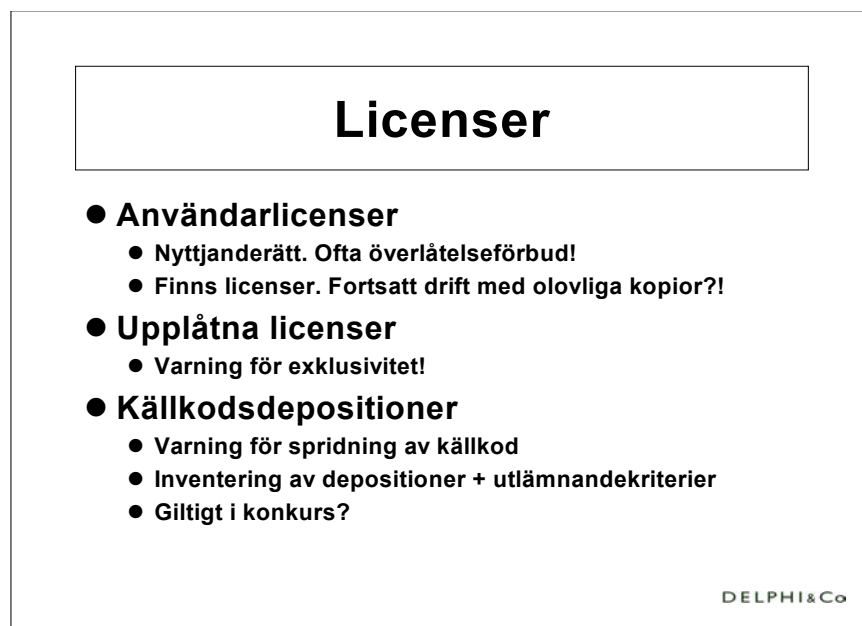 Licenser
● Användarlicenser
● Nyttjanderätt. Ofta överlåtelseförbud!
● Finns licenser. Fortsatt drift med olovliga kopior?!
● Upplåtna licenser
● Varning för exklusivitet!
● Källkodsdepositioner
● Varning för spridning av källkod
● Inventering av depositioner + utlämnandekriterier
● Giltigt i konkurs?
DELPHI&Co